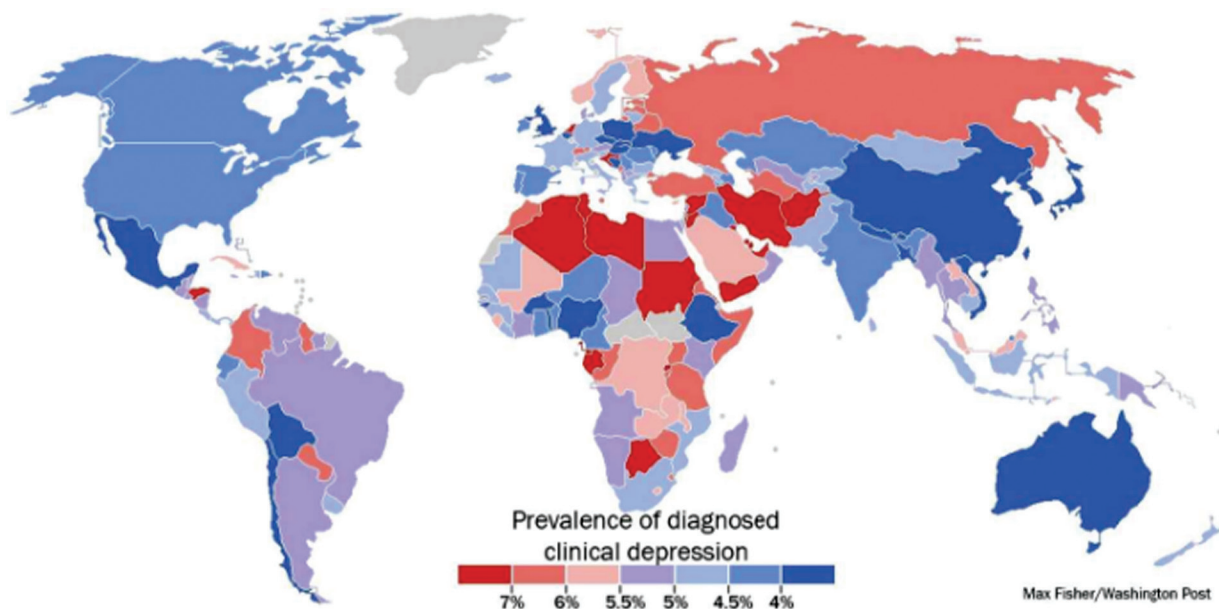 Prevalence of diagnosed
clinical depression
7% 6% 5.5% 5% 4.5% 4%
Max Fisher/Washington Post